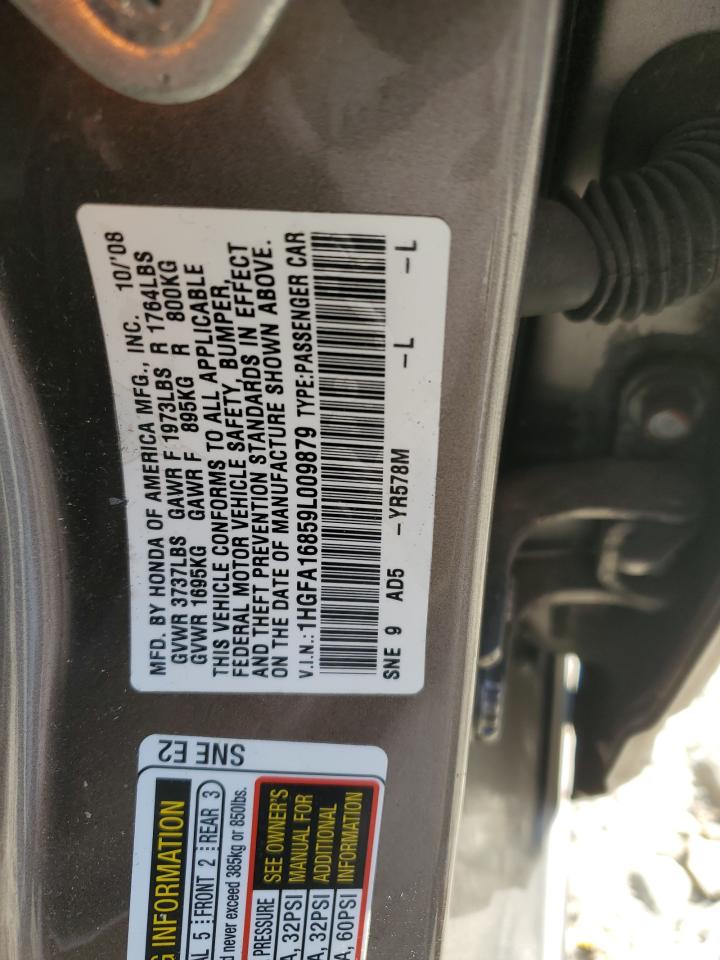 MFD. BY HONDA OF AMERICA MFG., INC. 10/'08
GVWR 3737LBS GAWR F 1973LBS R 1764LBS
GVWR 1695KG GAWR F 895KG R 800KG
THIS VEHICLE CONFORMS TO ALL APPLICABLE
FEDERAL MOTOR VEHICLE SAFETY, BUMPER,
AND THEFT PREVENTION STANDARDS IN EFFECT
ON THE DATE OF MANUFACTURE SHOWN ABOVE.
V.I.N.:1HGFA16859L009879 TYPE:PASSENGER CAR
SNE 9 AD5 -YR578M -L -L
SNE E2
INFORMATION
5 FRONT 2 REAR 3
never exceed 385kg or 850lbs.
PRESSURE
SEE OWNER'S
MANUAL FOR
ADDITIONAL
INFORMATION
32PSI
32PSI
60PSI